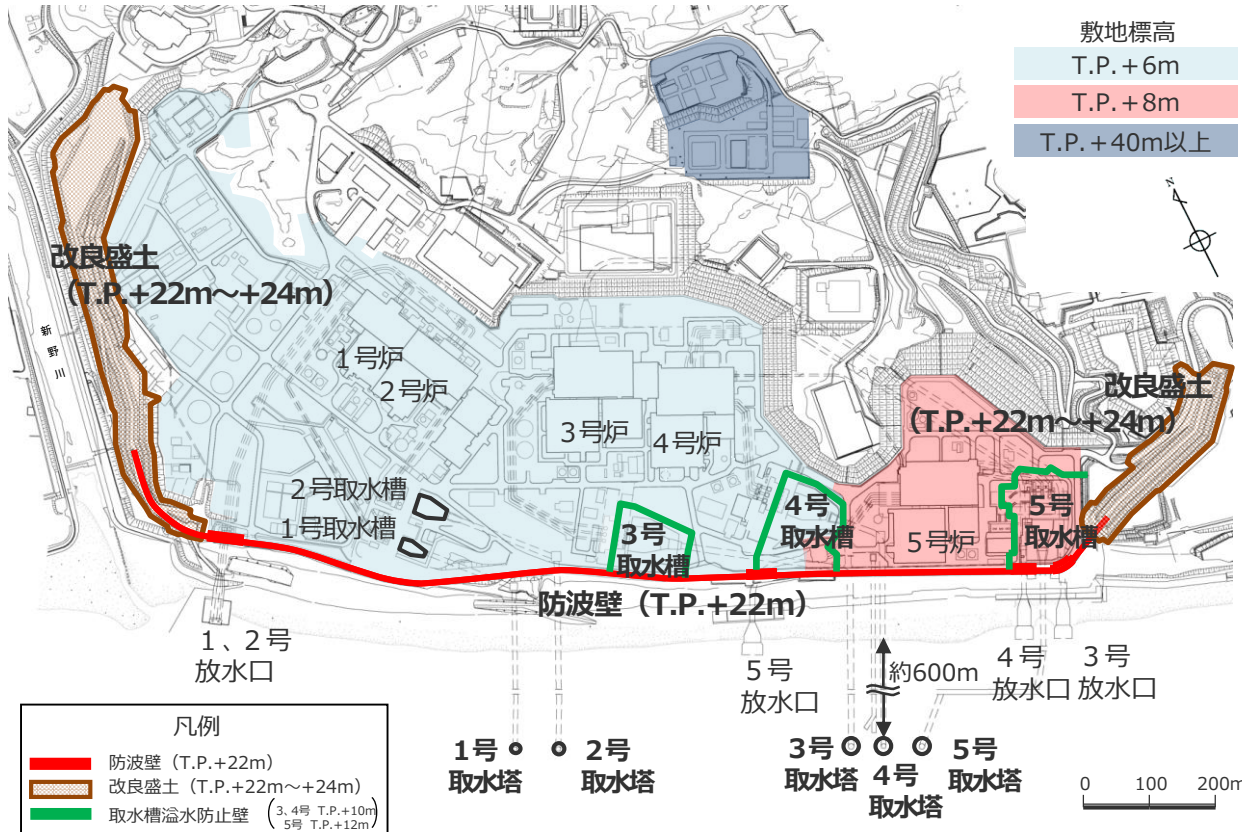 敷地標高
T.P.+6m
T.P.+8m
T.P.+40m以上
N
改良盛土
(T.P.+22m～+24m)
新野川
1号炉
2号炉
3号炉
4号炉
改良盛土
(T.P.+22m～+24m)
2号取水槽
1号取水槽
3号
取水槽
4号
取水槽
5号炉
5号
取水槽
防波壁（T.P.+22m）
1、2号
放水口
5号
放水口
約600m
4号
放水口
3号
放水口
1号
取水塔
2号
取水塔
3号
取水塔
4号
取水塔
5号
取水塔
0 100 200m
凡例
防波壁（T.P.+22m）
改良盛土（T.P.+22m～+24m）
取水槽溢水防止壁 (3、4号 T.P.+10m
5号 T.P.+12m)